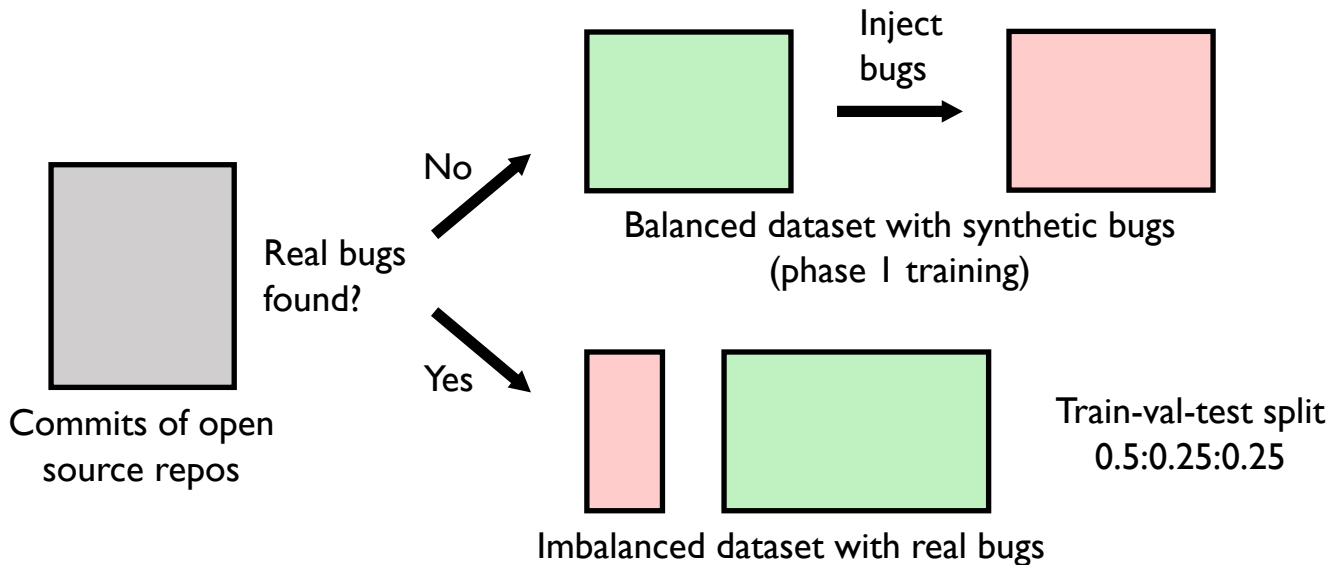 Commits of open
source repos
Real bugs
found?
No
Yes
Inject
bugs
Balanced dataset with synthetic bugs
(phase 1 training)
Imbalanced dataset with real bugs
Train-val-test split
0.5:0.25:0.25